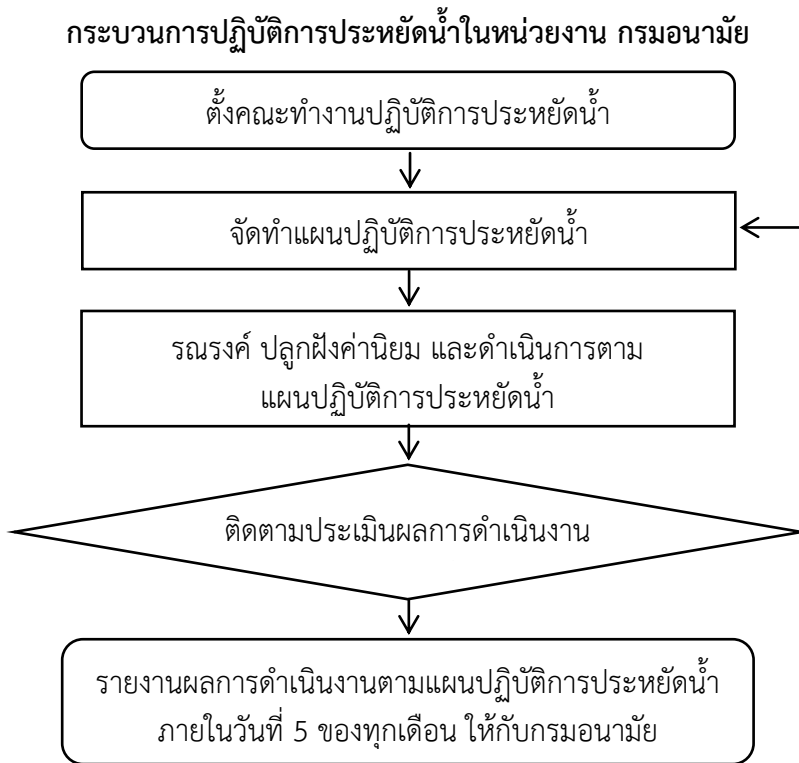 กระบวนการปฏิบัติการประหยัดน้ำในหน่วยงาน กรมอนามัย
ตั้งคณะทำงานปฏิบัติการประหยัดน้ำ
จัดทำแผนปฏิบัติการประหยัดน้ำ
รณรงค์ ปลูกฝังค่านิยม และดำเนินการตาม
แผนปฏิบัติการประหยัดน้ำ
ติดตามประเมินผลการดำเนินงาน
รายงานผลการดำเนินงานตามแผนปฏิบัติการประหยัดน้ำ
ภายในวันที่ 5 ของทุกเดือน ให้กับกรมอนามัย